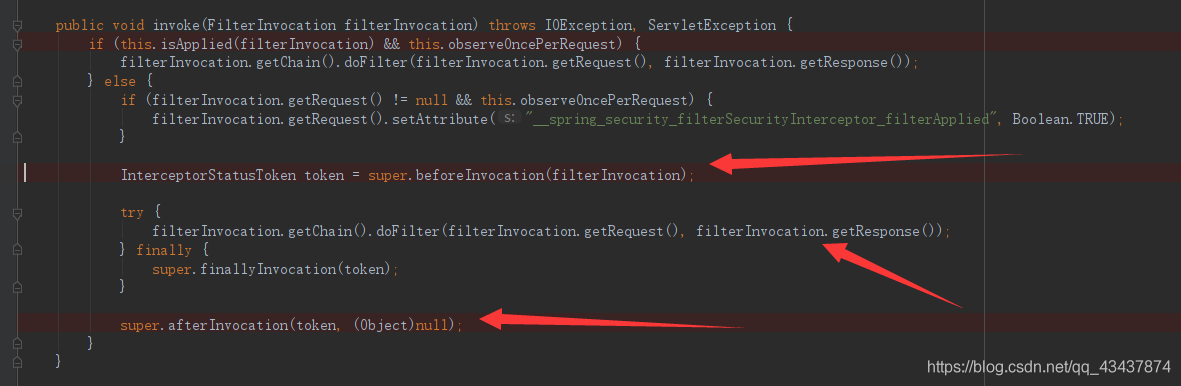 public void invoke(FilterInvocation filterInvocation) throws IOException, ServletException {
if (this.isApplied(filterInvocation) && this.observeOncePerRequest) {
filterInvocation.getChain().doFilter(filterInvocation.getRequest(), filterInvocation.getResponse());
} else {
if (filterInvocation.getRequest() != null && this.observeOncePerRequest) {
filterInvocation.getRequest().setAttribute( s: "__spring_security_filterSecurityInterceptor_filterApplied", Boolean.TRUE);
}
InterceptorStatusToken token = super.beforeInvocation(filterInvocation);
try {
filterInvocation.getChain().doFilter(filterInvocation.getRequest(), filterInvocation.getResponse());
} finally {
super.finallyInvocation(token);
}
super.afterInvocation(token, (Object)null);
}
}
https://blog.csdn.net/qq_43437874